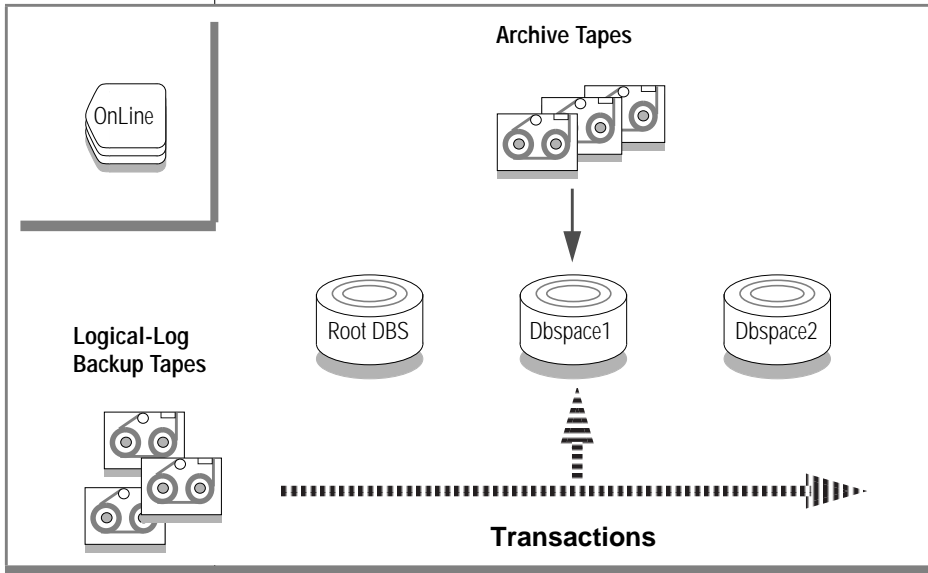 Archive Tapes
OnLine
Root DBS
Dbspace1
Dbspace2
Logical-Log
Backup Tapes
Transactions